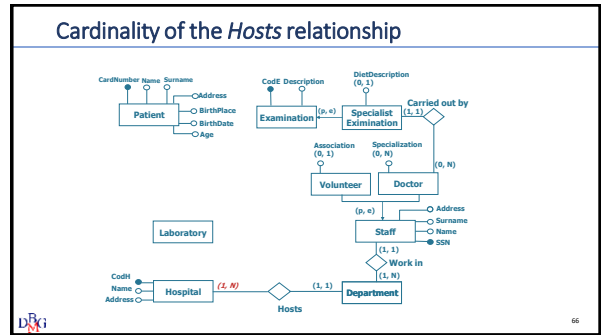 Cardinality of the Hosts relationship
CardNumber Name Surname
Address
BirthPlace
BirthDate
Age
Patient
CodE Description
DietDescription
(0, 1)
Examination
(p, e)
Specialist
Eximination
(1, 1)
Carried out by
(0, N)
Association
(0, 1)
Specialization
(0, N)
Volunteer
Doctor
(p, e)
Address
Surname
Name
SSN
Staff
Laboratory
(1, 1)
Work in
(1, N)
CodH
Name
Address
Hospital
(1, N)
Hosts
(1, 1)
Department
DBMG
66